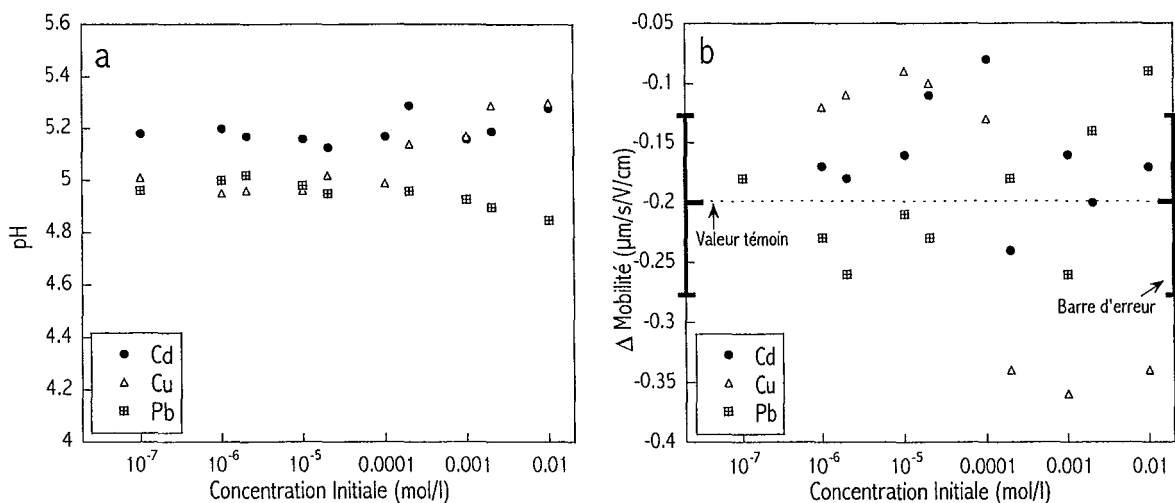 a
5.6
5.4
5.2
5
4.8
4.6
4.4
4.2
4
pH
Cd
Cu
Pb
10-7
10-6
10-5
0.0001
0.001
0.01
Concentration Initiale (mol/l)
b
-0.05
-0.1
-0.15
-0.2
-0.25
-0.3
-0.35
-0.4
Δ Mobilité (μm/s/V/cm)
Valeur témoin
Barre d'erreur
Cd
Cu
Pb
10-7
10-6
10-5
0.0001
0.001
0.01
Concentration Initiale (mol/l)